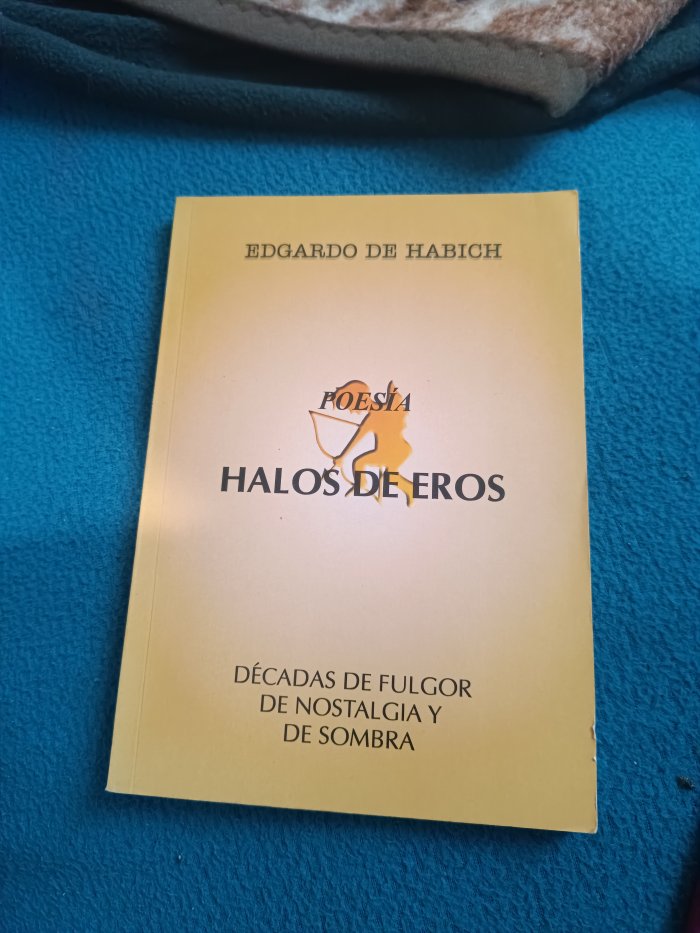 EDGARDO DE HABICH
POESÍA
HALOS DE EROS
DÉCADAS DE FULGOR
DE NOSTALGIA Y
DE SOMBRA